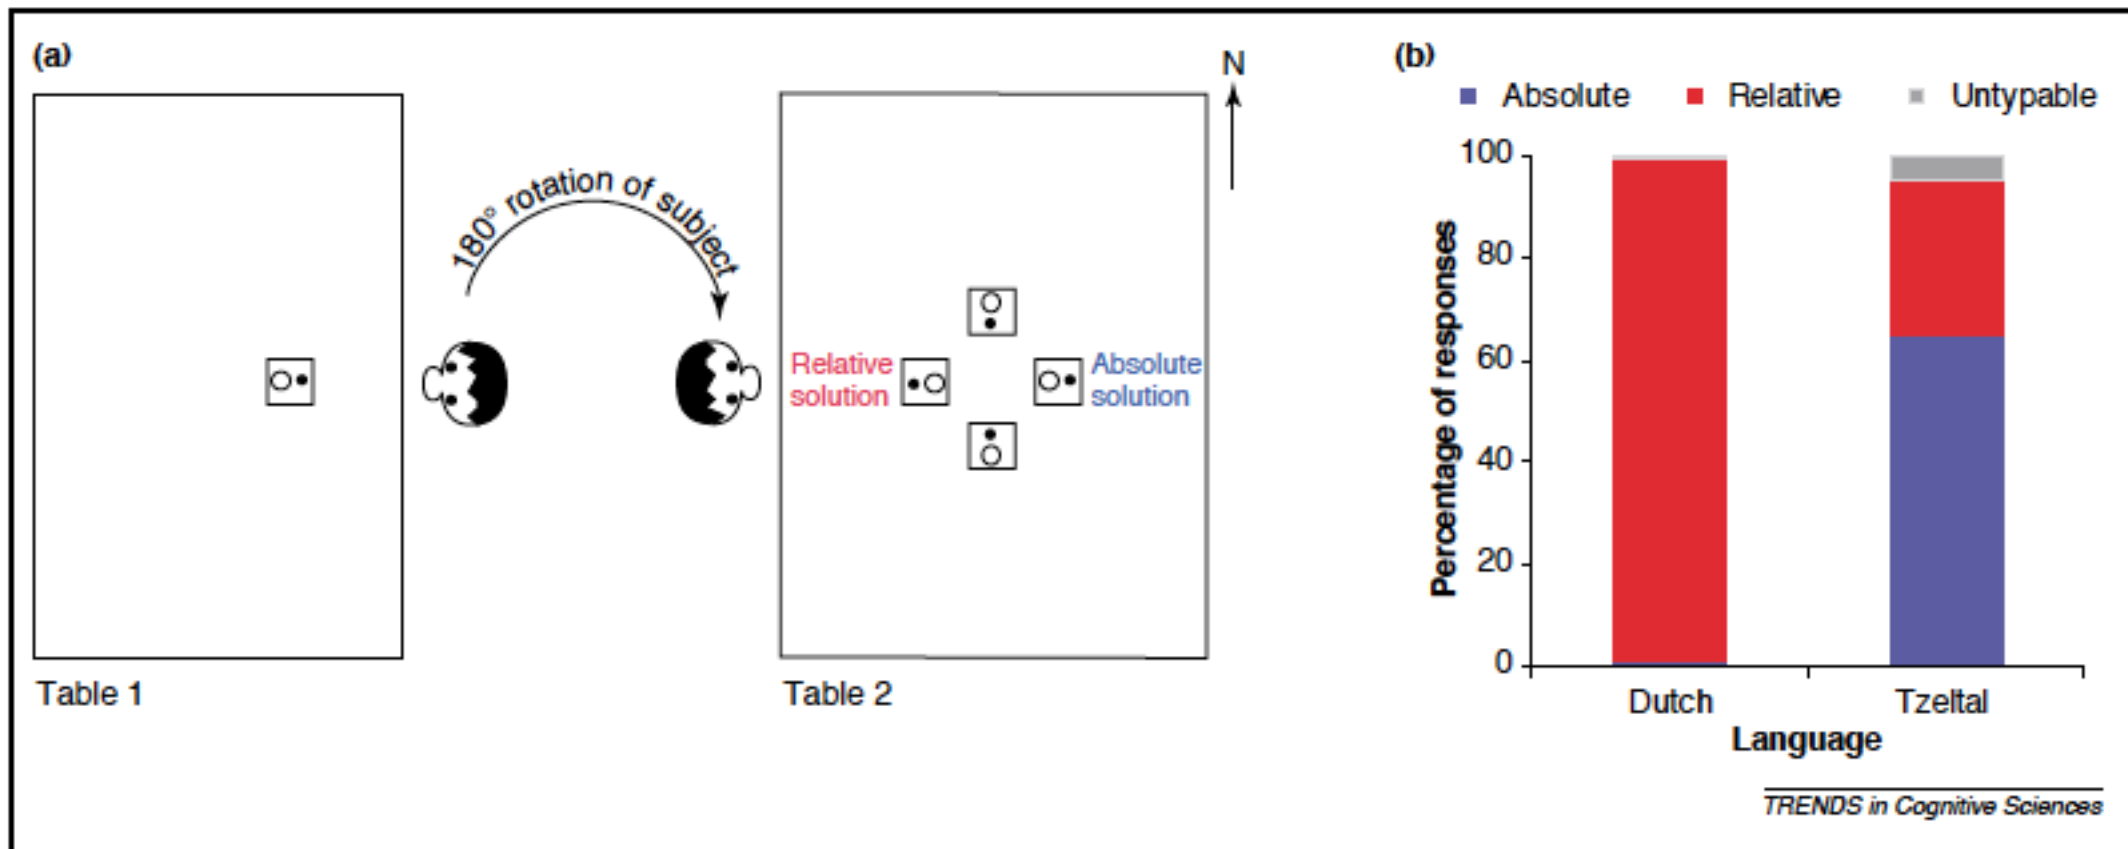 (a)
N
180° rotation of subject
Relative
solution
Absolute
solution
Table 1
Table 2
(b)
Absolute Relative Untypable
100
80
60
40
20
0
Percentage of responses
Dutch Tzeltal
Language
TRENDS in Cognitive Sciences